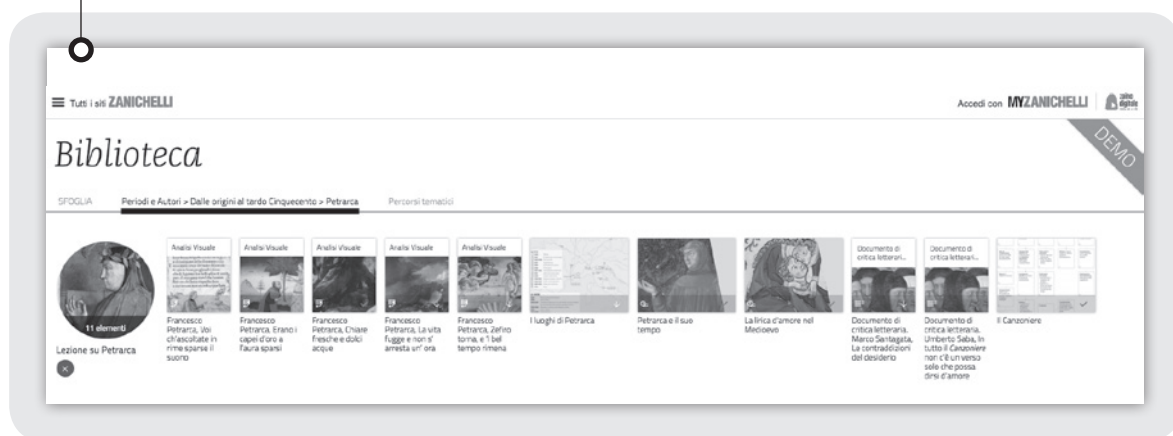 Tutti i siti ZANICHELLI
Accedi con MYZANICHELLI
Biblioteca
DEMO
SFOGLIA
Periodi e Autori > Dalle origini al tardo Cinquecento > Petrarca
Percorsi tematici
11 elementi
Lezione su Petrarca
Analisi Visuale
Francesco
Petrarca, Voi
ch'ascoltate in
rime sparse il
suono
Analisi Visuale
Francesco
Petrarca, Erano i
capei d'oro a
l'aura sparsi
Analisi Visuale
Francesco
Petrarca, Chiare
fresche e dolci
acque
Analisi Visuale
Francesco
Petrarca, La vita
fugge e non s'
arresta un' ora
Analisi Visuale
Francesco
Petrarca, Zefiro
torna, e 'l bel
tempo rimena
I luoghi di Petrarca
Petrarca e il suo
tempo
La lirica d'amore nel
Medioevo
Documento di
critica letterari...
Documento di
critica letteraria.
Marco Santagata,
Le contraddizioni
del desiderio
Documento di
critica letterari...
Documento di
critica letteraria.
Umberto Saba, In
tutto il Canzoniere
non c'è un verso
solo che possa
dirsi d'amore
Il Canzoniere